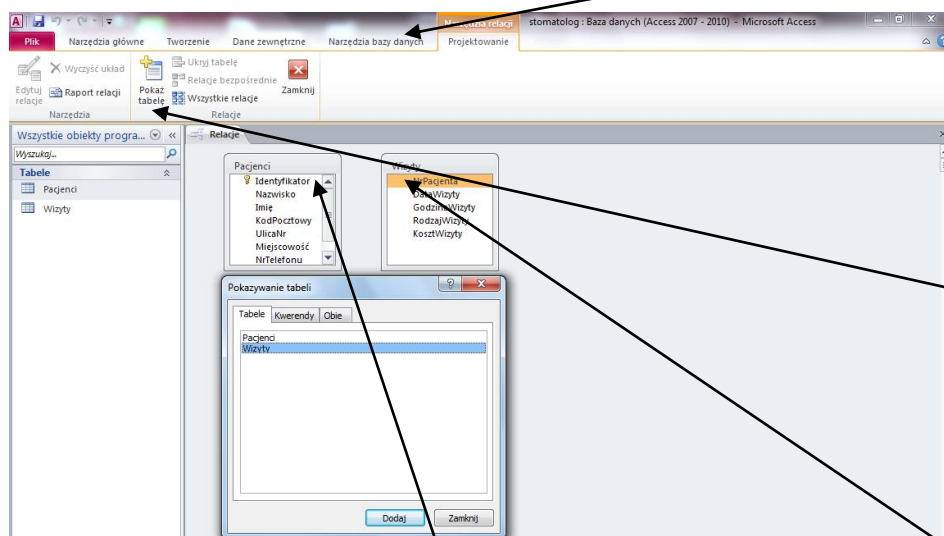 Narzędzia relacji
stomatolog : Baza danych (Access 2007 - 2010) - Microsoft Access
Plik Narzędzia główne Tworzenie Dane zewnętrzne Narzędzia bazy danych Projektowanie
Edytuj relacje
Wyczyść układ
Raport relacji
Narzędzia
Pokaż tabelę
Ukryj tabelę
Relacje bezpośrednie
Wszystkie relacje
Zamknij
Relacje
Wszystkie obiekty progra...
Wyszukaj...
Tabele
Pacjenci
Wizyty
Relacje
Pacjenci
Identyfikator
Nazwisko
Imię
KodPocztowy
UlicaNr
Miejscowość
NrTelefonu
Wizyty
NrPacjenta
DataWizyty
GodzinaWizyty
RodzajWizyty
KosztWizyty
Pokazywanie tabeli
Tabele Kwerendy Obie
Pacjenci
Wizyty
Dodaj Zamknij